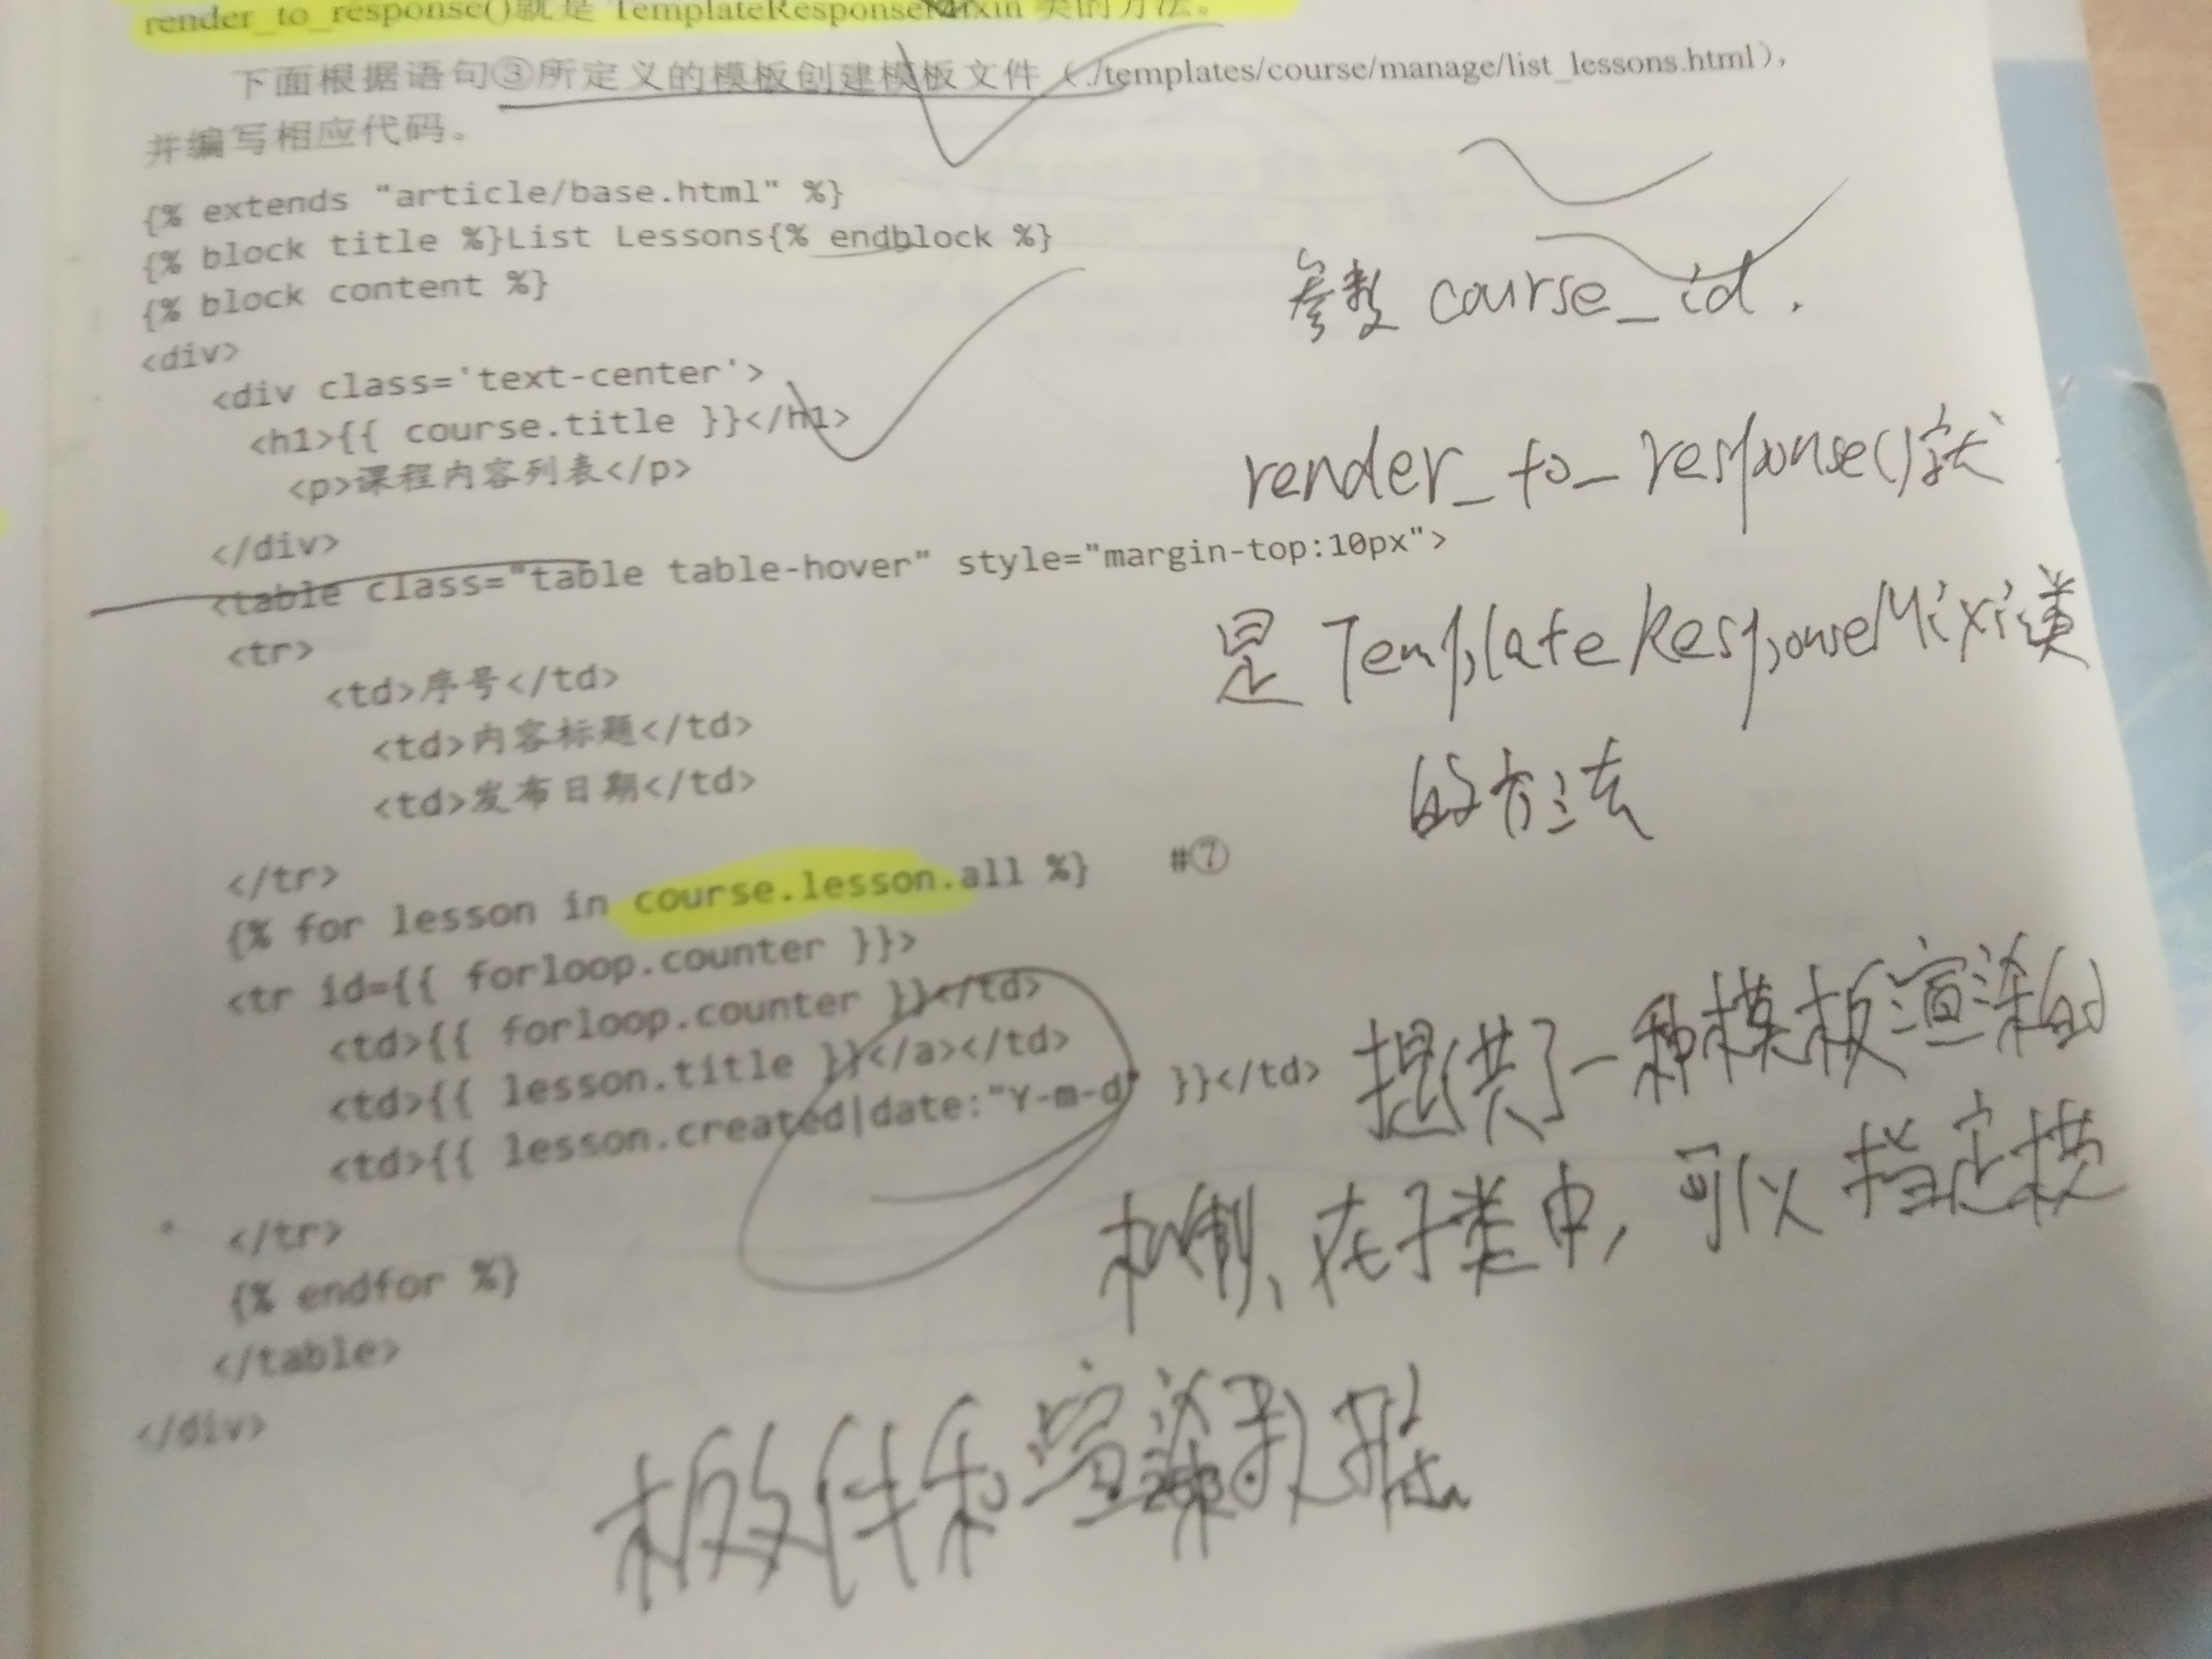 render_to_response()就是 TemplateResponseMixin 类的方法。
下面根据语句③所定义的模板创建模板文件（./templates/course/manage/list_lessons.html），
并编写相应代码。
{% extends "article/base.html" %}
{% block title %}List Lessons{% endblock %}
{% block content %}
<div>
<div class='text-center'>
<h1>{{ course.title }}</h1>
<p>课程内容列表</p>
</div>
<table class="table table-hover" style="margin-top:10px">
<tr>
<td>序号</td>
<td>内容标题</td>
<td>发布日期</td>
</tr>
{% for lesson in course.lesson.all %} #⑦
<tr id={{ forloop.counter }}>
<td>{{ forloop.counter }}</td>
<td>{{ lesson.title }}</a></td>
<td>{{ lesson.created|date:"Y-m-d" }}</td>
</tr>
{% endfor %}
</table>
</div>
参数 course_id.
render_to_response()就
是 TemplateResponseMixin类
的方法
提供了一种模板渲染的
机制、在子类中, 可以指定模
板文件和渲染数据